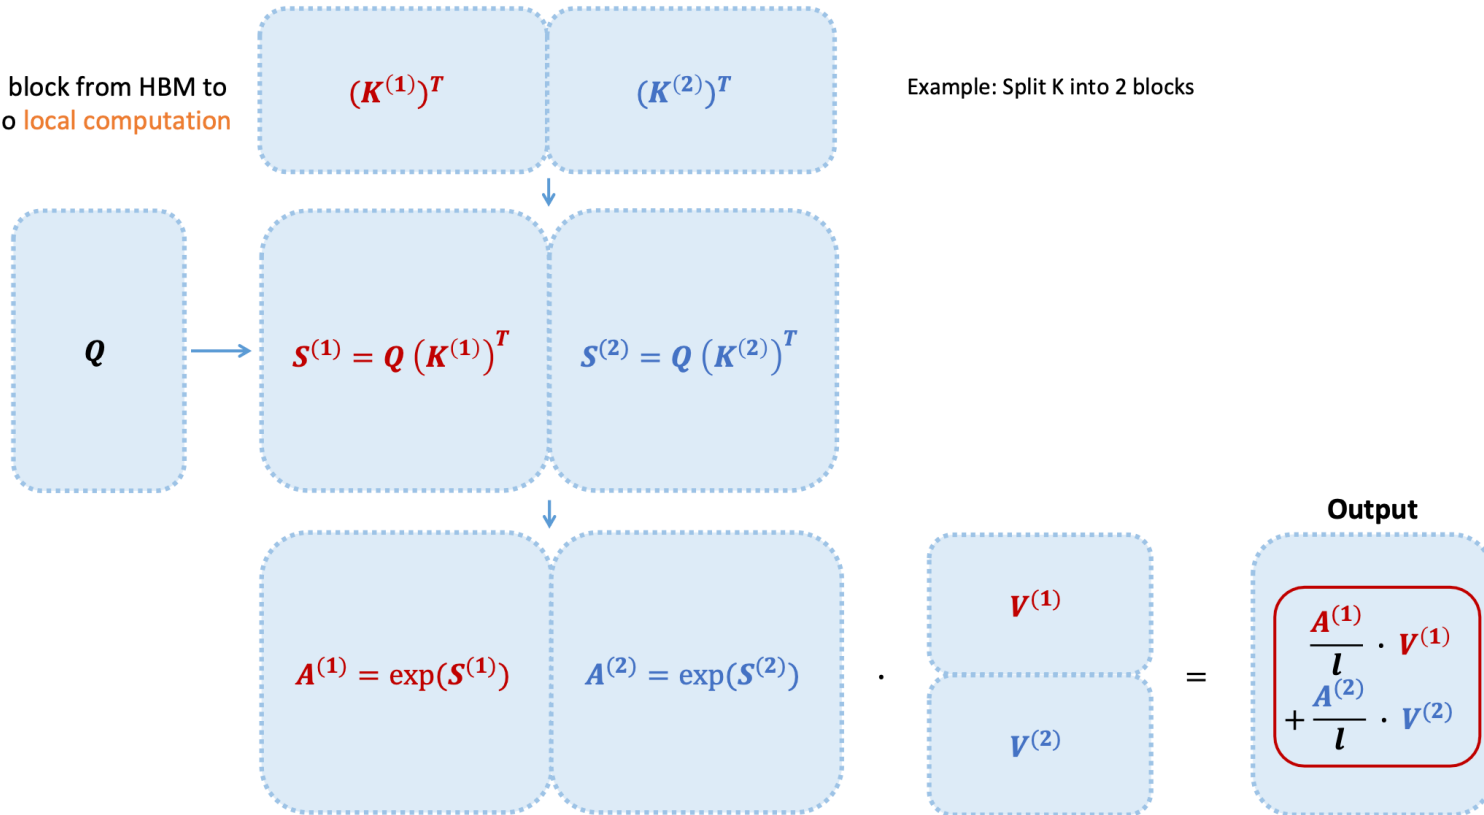 block from HBM to
o local computation
(K^(1))^T
(K^(2))^T
Example: Split K into 2 blocks
Q
S^(1) = Q (K^(1))^T
S^(2) = Q (K^(2))^T
A^(1) = exp(S^(1))
A^(2) = exp(S^(2))
·
V^(1)
V^(2)
=
Output
A^(1)/l · V^(1)
+ A^(2)/l · V^(2)